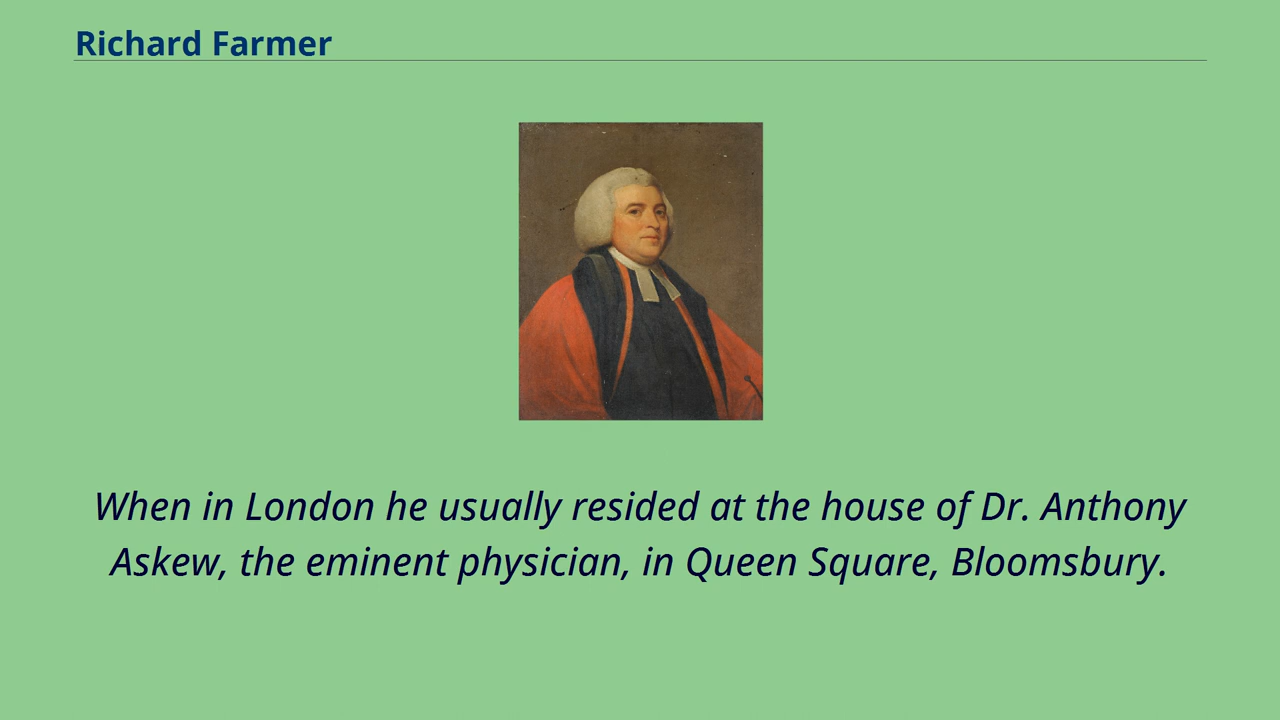 Richard Farmer
When in London he usually resided at the house of Dr. Anthony
Askew, the eminent physician, in Queen Square, Bloomsbury.